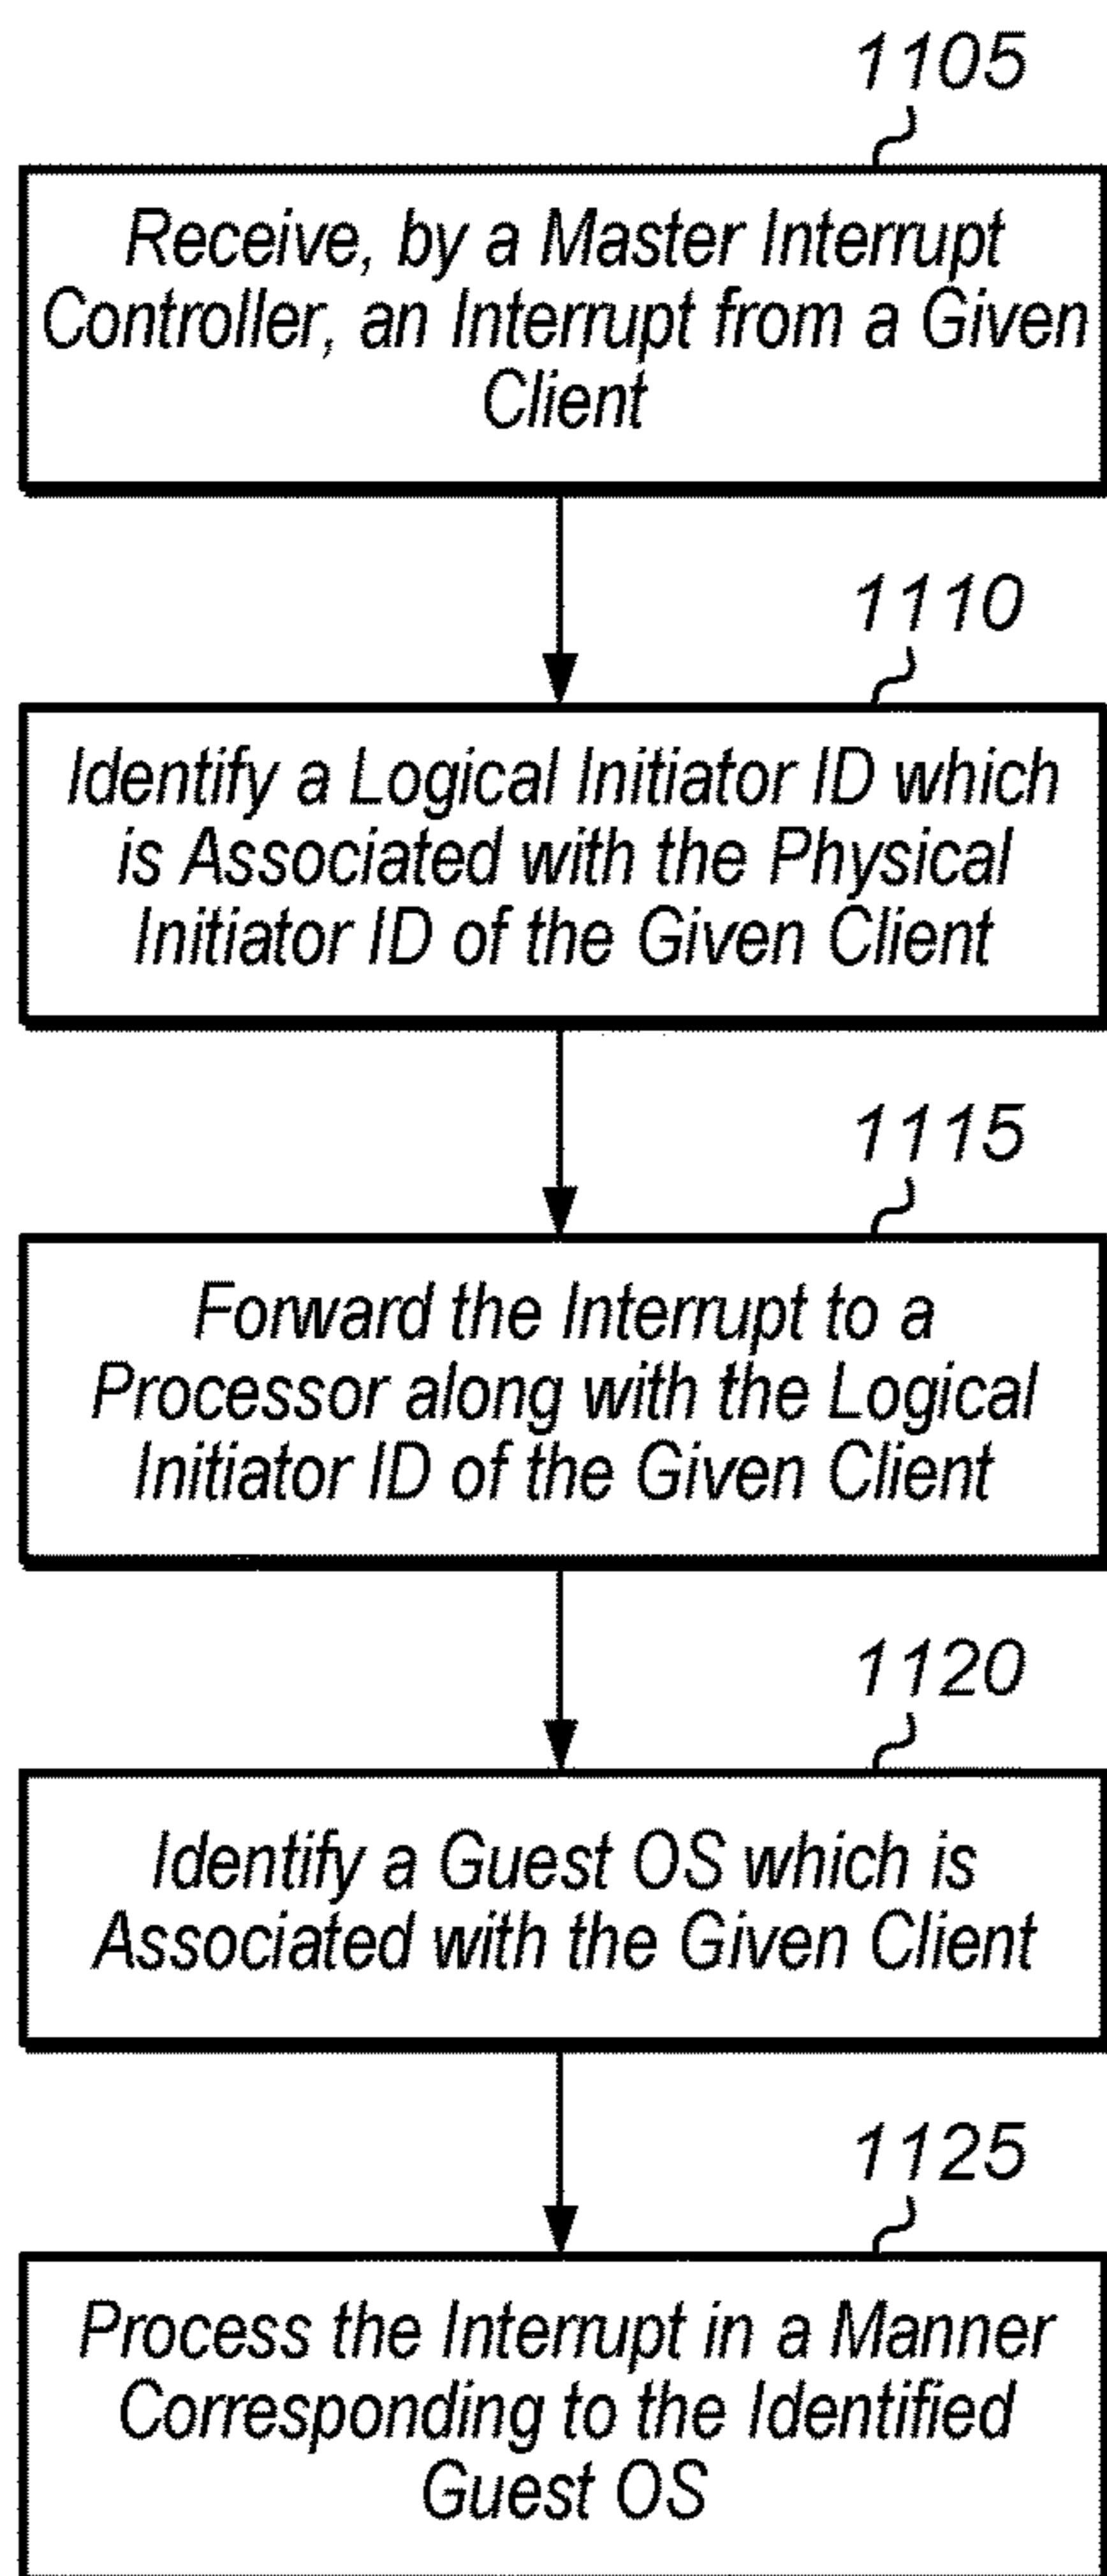 1105
Receive, by a Master Interrupt
Controller, an Interrupt from a Given
Client
1110
Identify a Logical Initiator ID which
is Associated with the Physical
Initiator ID of the Given Client
1115
Forward the Interrupt to a
Processor along with the Logical
Initiator ID of the Given Client
1120
Identify a Guest OS which is
Associated with the Given Client
1125
Process the Interrupt in a Manner
Corresponding to the Identified
Guest OS